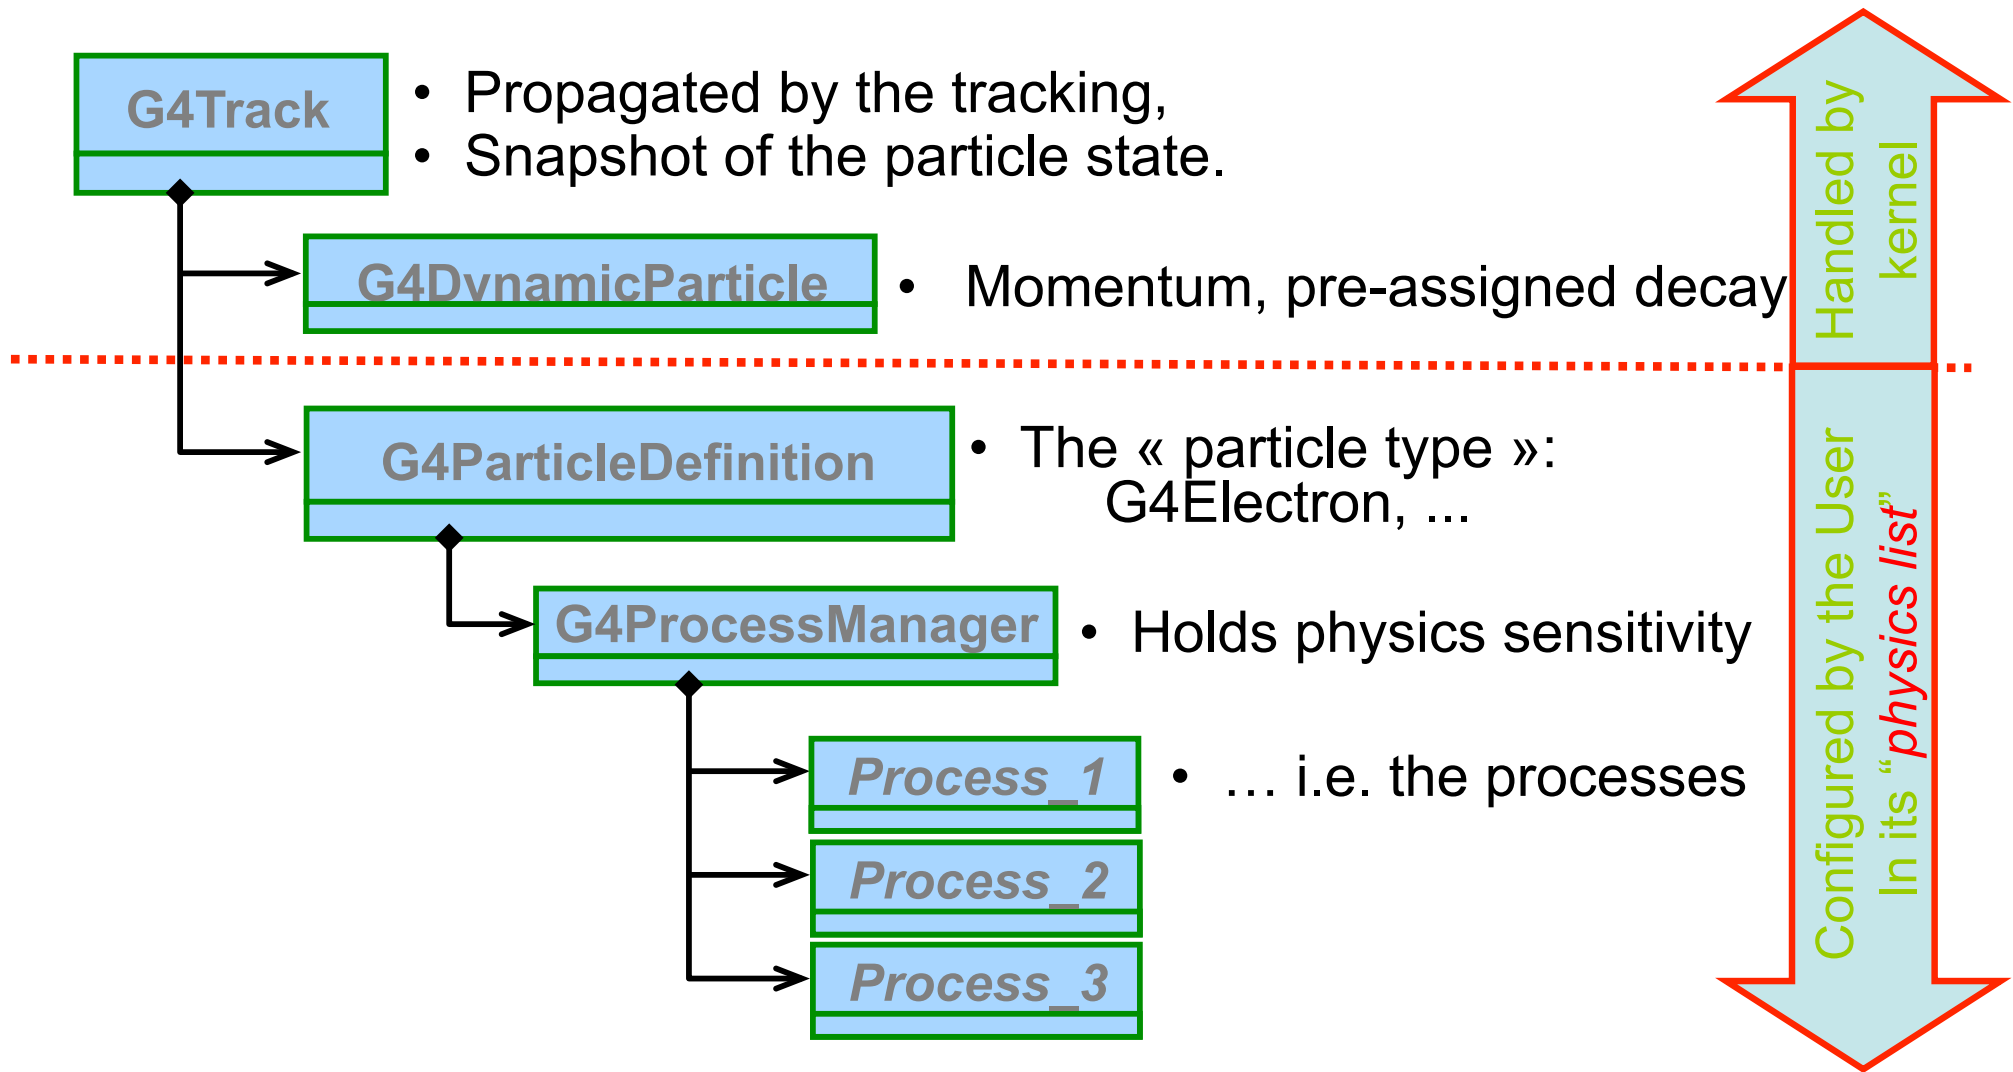 G4Track
• Propagated by the tracking,
• Snapshot of the particle state.
G4DynamicParticle
• Momentum, pre-assigned decay
G4ParticleDefinition
• The « particle type »:
G4Electron, ...
G4ProcessManager
• Holds physics sensitivity
Process_1
• … i.e. the processes
Process_2
Process_3
Handled by
kernel
Configured by the User
In its “physics list”